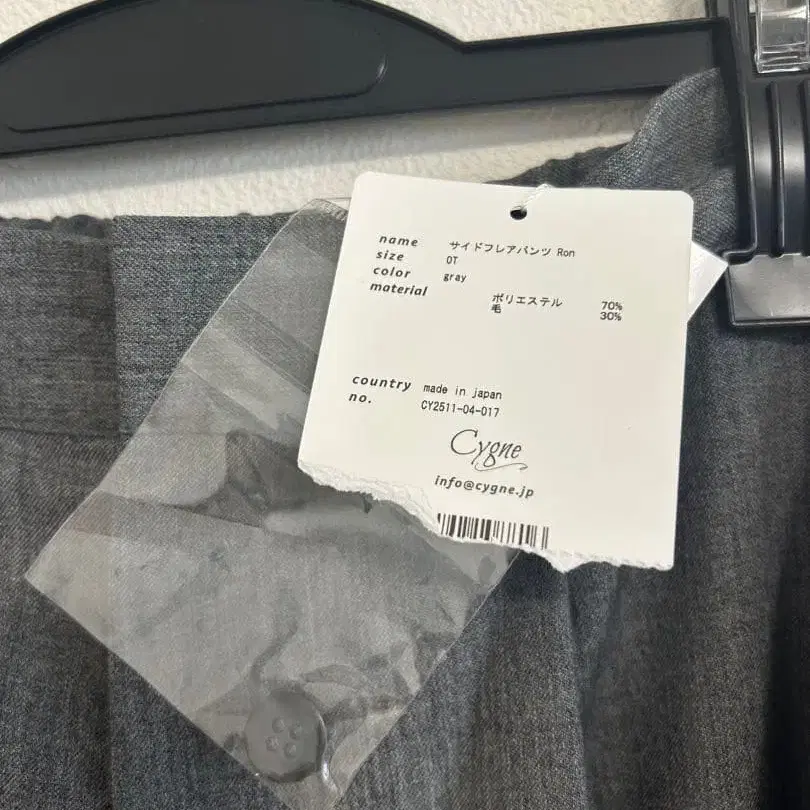 name サイドフレアパンツ Ron
size OT
color gray
material
ポリエステル 70%
毛 30%
country made in japan
no. CY2511-04-017
Cygne
info@cygne.jp